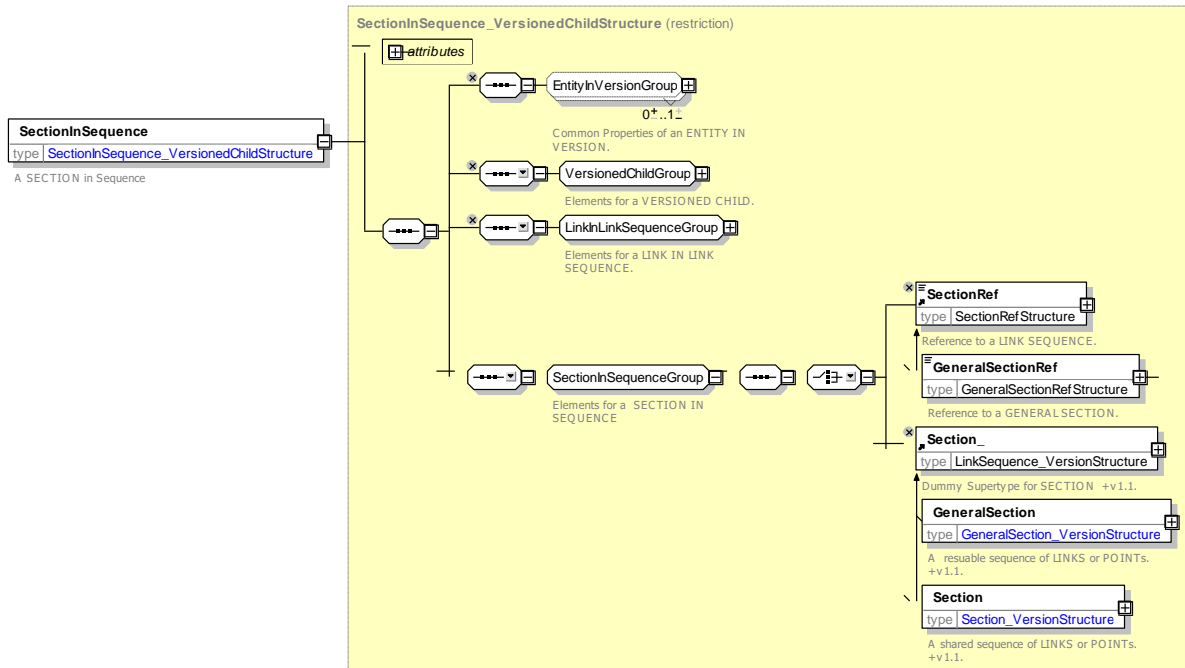 SectionInSequence_VersionedChildStructure (restriction)
attributes
EntityInVersionGroup
0±..1±
Common Properties of an ENTITY IN
VERSION.
SectionInSequence
type SectionInSequence_VersionedChildStructure
A SECTION in Sequence
VersionedChildGroup
Elements for a VERSIONED CHILD.
LinkInLinkSequenceGroup
Elements for a LINK IN LINK
SEQUENCE.
SectionRef
type SectionRefStructure
Reference to a LINK SEQUENCE.
GeneralSectionRef
type GeneralSectionRefStructure
Reference to a GENERAL SECTION.
SectionInSequenceGroup
Elements for a SECTION IN
SEQUENCE
Section_
type LinkSequence_VersionStructure
Dummy Supertype for SECTION +v1.1.
GeneralSection
type GeneralSection_VersionStructure
A resuable sequence of LINKS or POINTs.
+v1.1.
Section
type Section_VersionStructure
A shared sequence of LINKS or POINTs.
+v1.1.